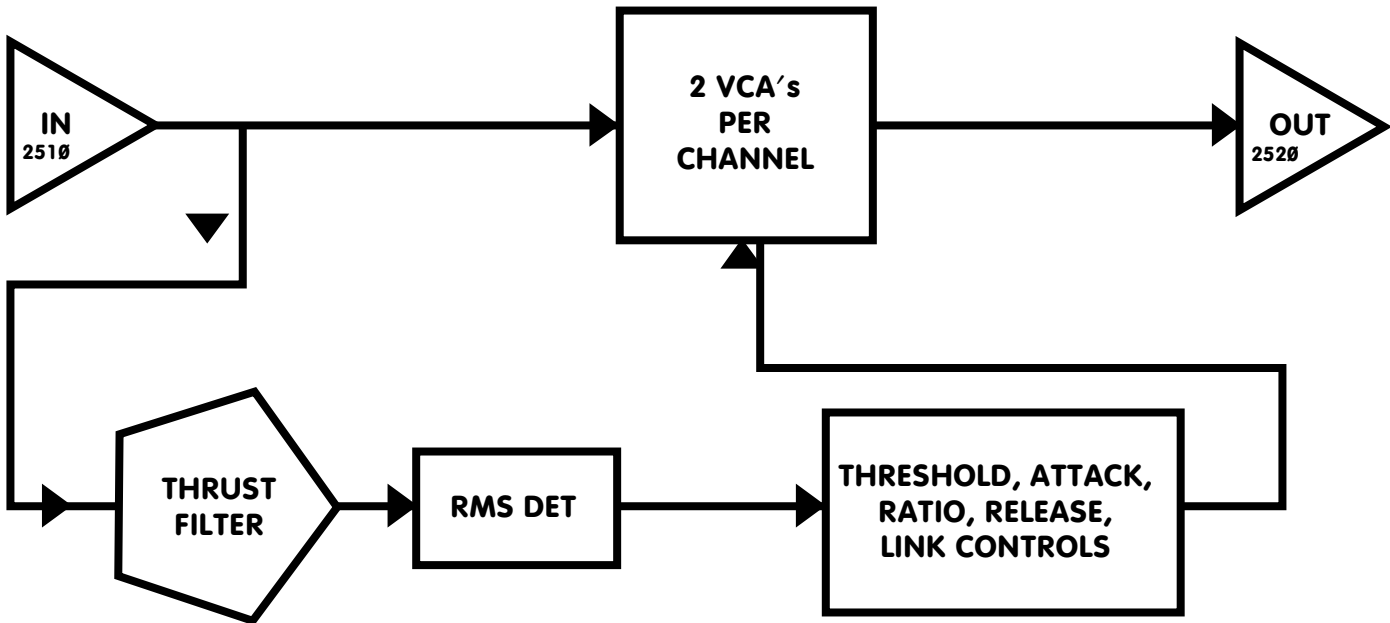 IN
2510
2 VCA's
PER
CHANNEL
OUT
2520
THRUST
FILTER
RMS DET
THRESHOLD, ATTACK,
RATIO, RELEASE,
LINK CONTROLS